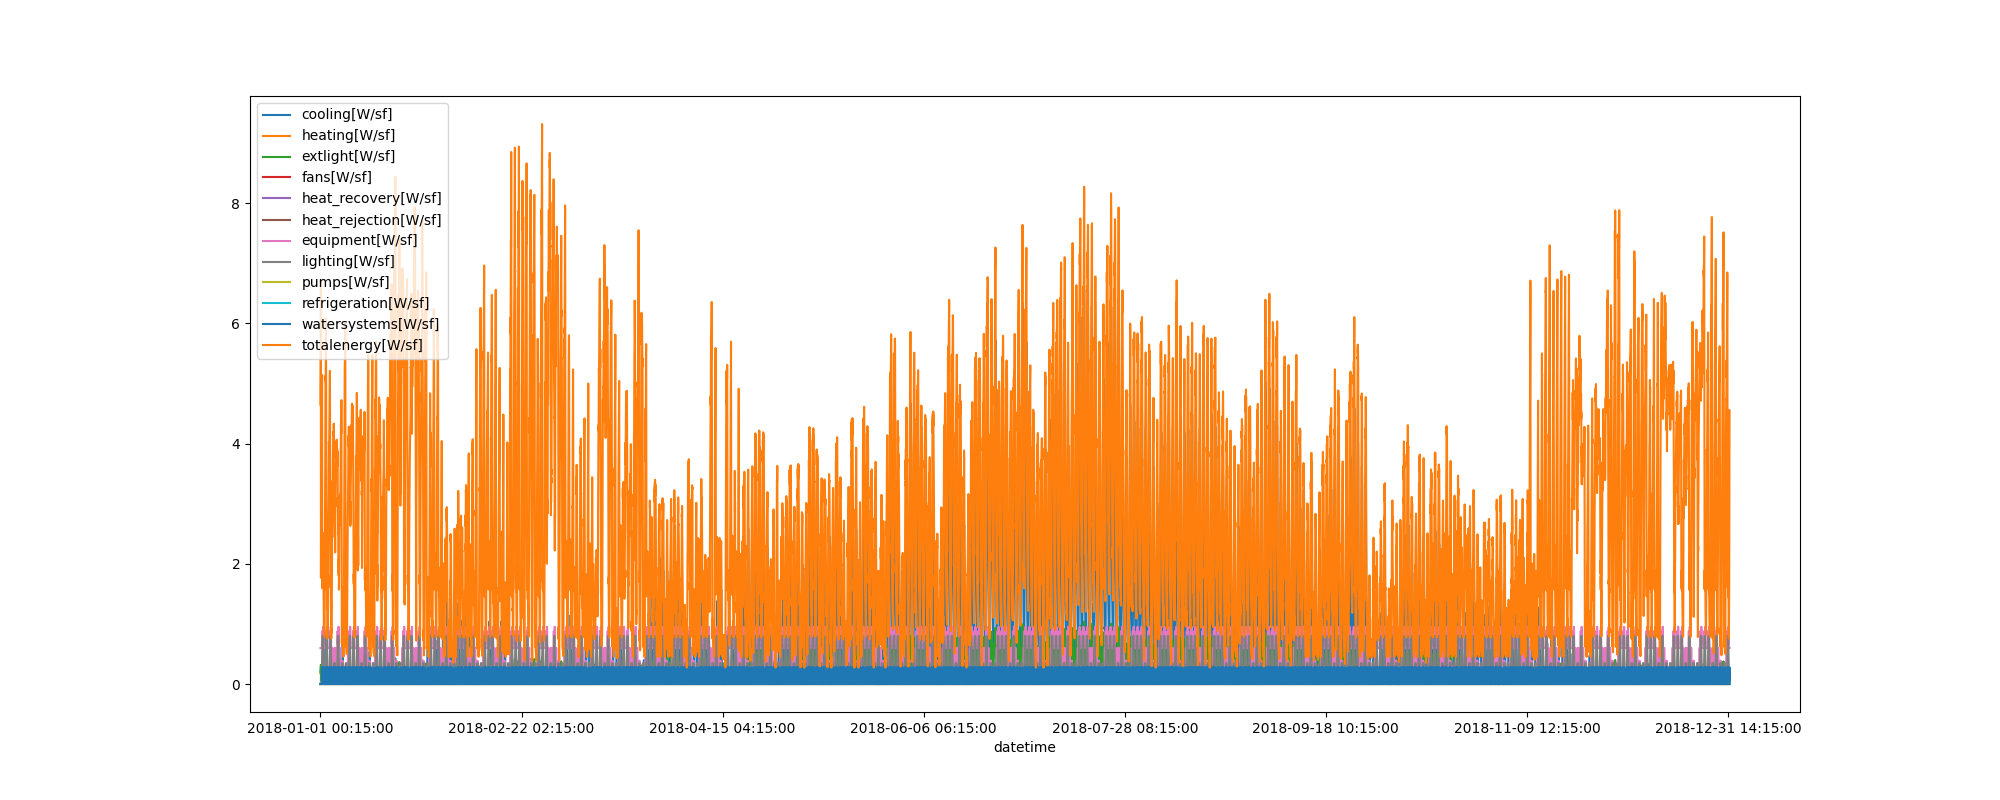 cooling[W/sf]
heating[W/sf]
extlight[W/sf]
fans[W/sf]
heat_recovery[W/sf]
heat_rejection[W/sf]
equipment[W/sf]
lighting[W/sf]
pumps[W/sf]
refrigeration[W/sf]
watersystems[W/sf]
totalenergy[W/sf]
8
6
4
2
0
2018-01-01 00:15:00 2018-02-22 02:15:00 2018-04-15 04:15:00 2018-06-06 06:15:00 2018-07-28 08:15:00 2018-09-18 10:15:00 2018-11-09 12:15:00 2018-12-31 14:15:00
datetime